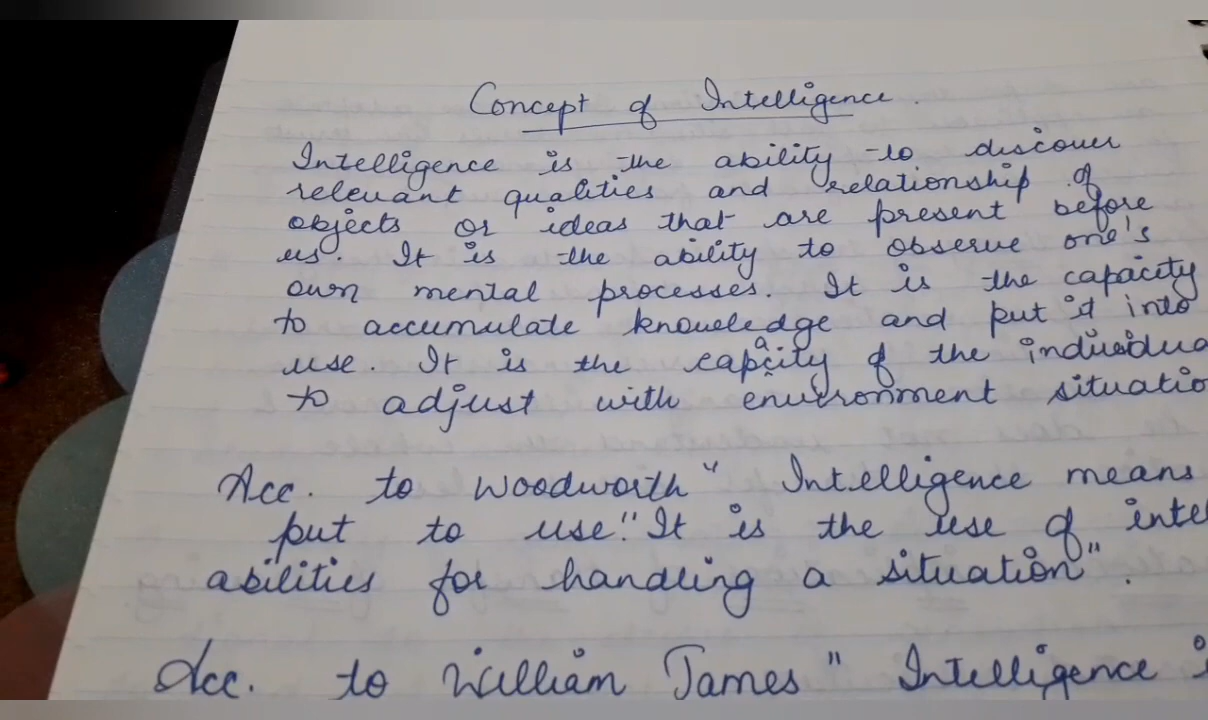 Concept of Intelligence.
Intelligence is the ability to discover
relevant qualities and relationship of
objects or ideas that are present before
us. It is the ability to observe one's
own mental processes. It is the capacity
to accumulate knowledge and put it into
use. It is the capacity of the individua
to adjust with environment situatio
Acc. to Woodworth " Intelligence means
put to use." It is the use of inte
abilities for handling a situation".
Acc. to William James " Intelligence i